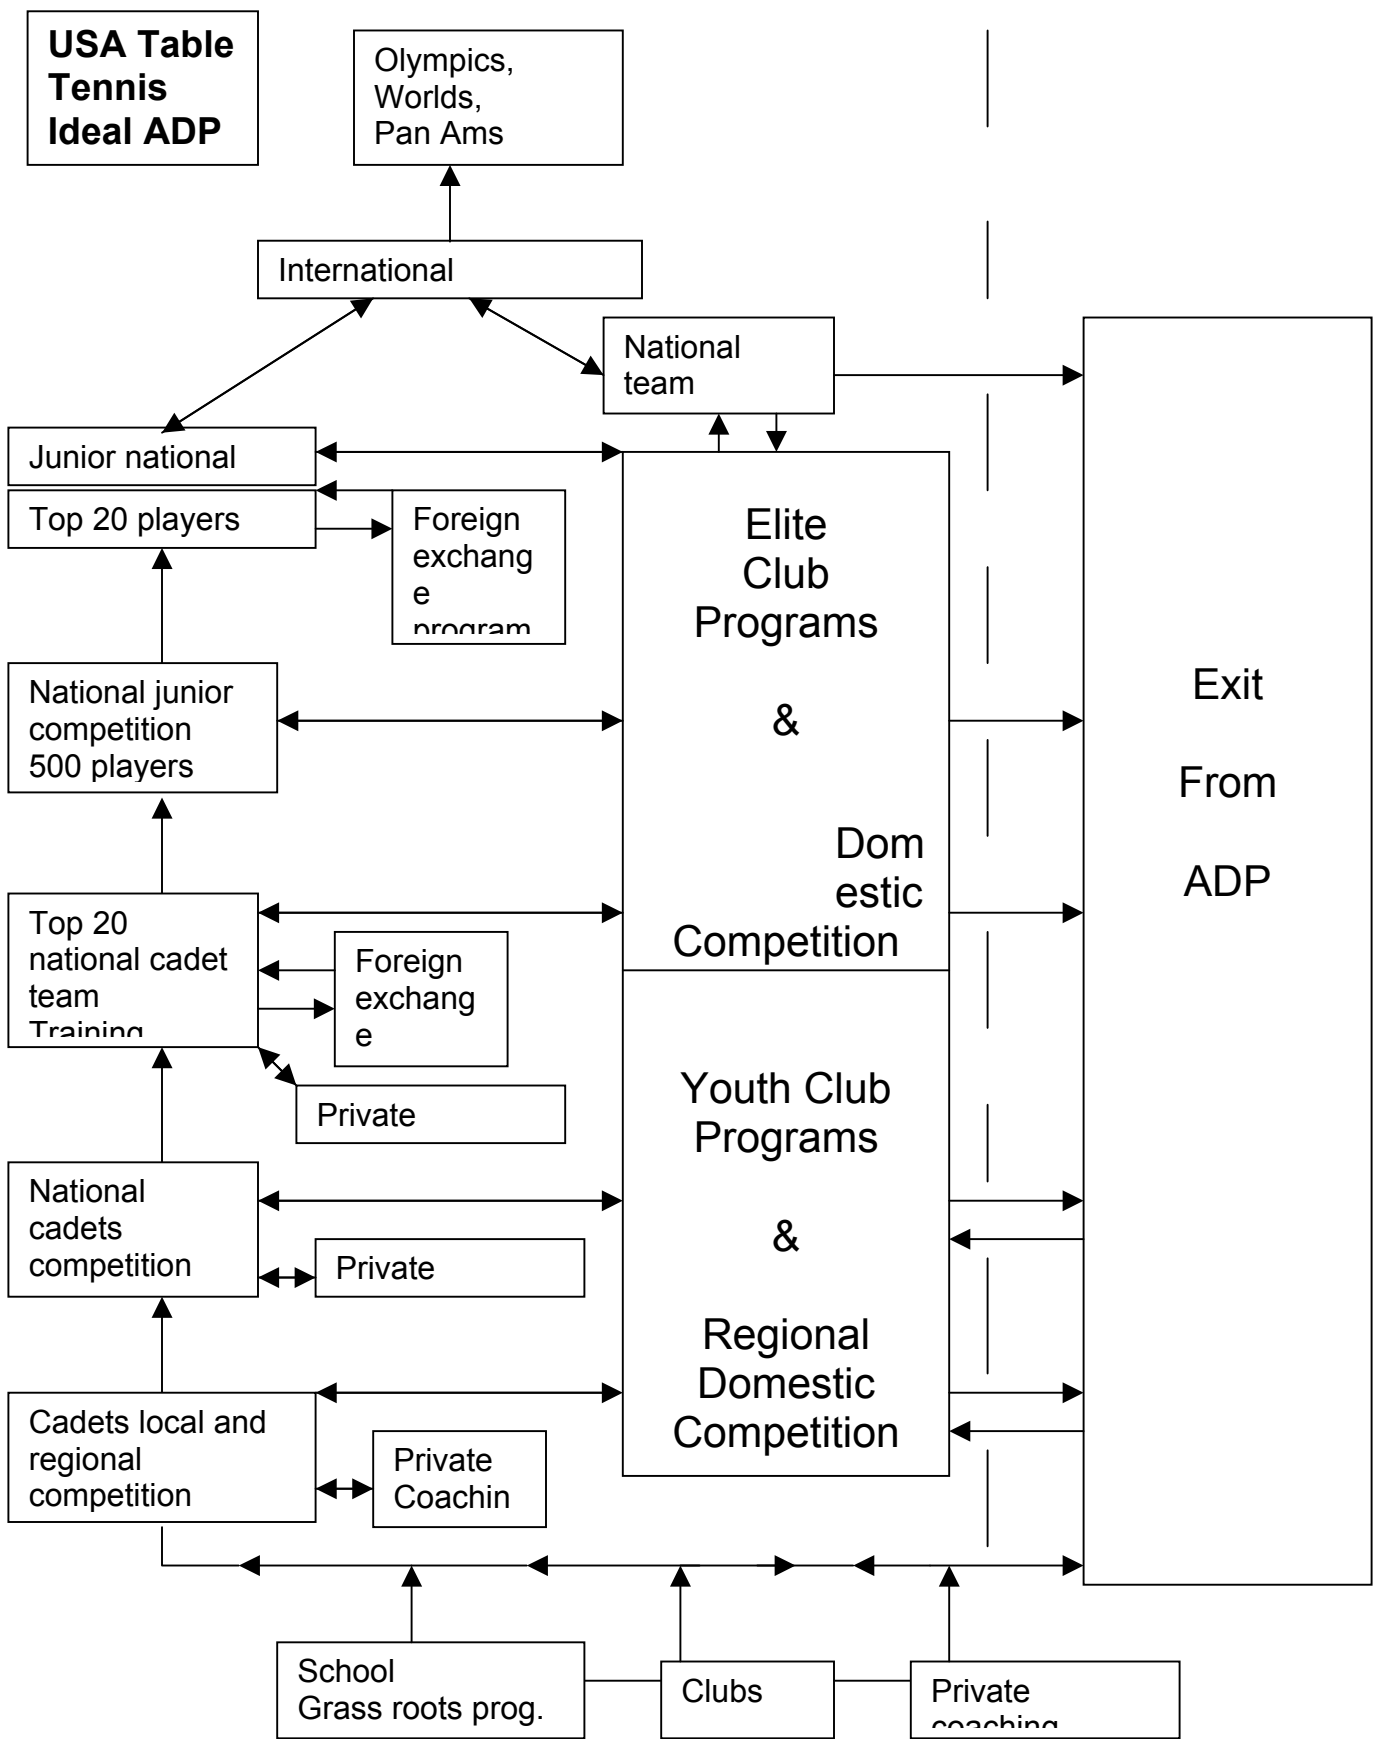 USA Table
Tennis
Ideal ADP
Olympics,
Worlds,
Pan Ams
International
National
team
Junior national
Top 20 players
Foreign
exchang
e
program
Elite
Club
Programs
&
Dom
estic
Competition
Exit
From
ADP
National junior
competition
500 players
Top 20
national cadet
team
Training
Foreign
exchang
e
Private
Youth Club
Programs
&
Regional
Domestic
Competition
National
cadets
competition
Private
Cadets local and
regional
competition
Private
Coachin
School
Grass roots prog.
Clubs
Private
coaching